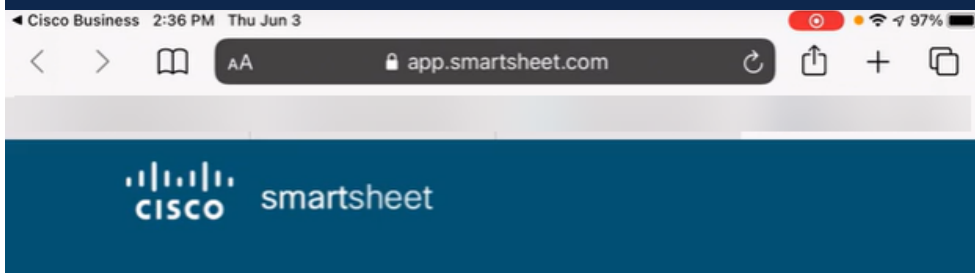 ◀ Cisco Business 2:36 PM Thu Jun 3 97%
AA app.smartsheet.com
CISCO smartsheet